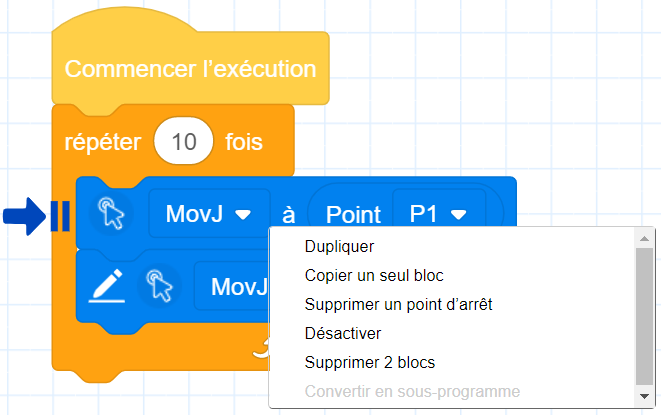 Commencer l’exécution
répéter 10 fois
MovJ à Point P1
MovJ
Dupliquer
Copier un seul bloc
Supprimer un point d’arrêt
Désactiver
Supprimer 2 blocs
Convertir en sous-programme